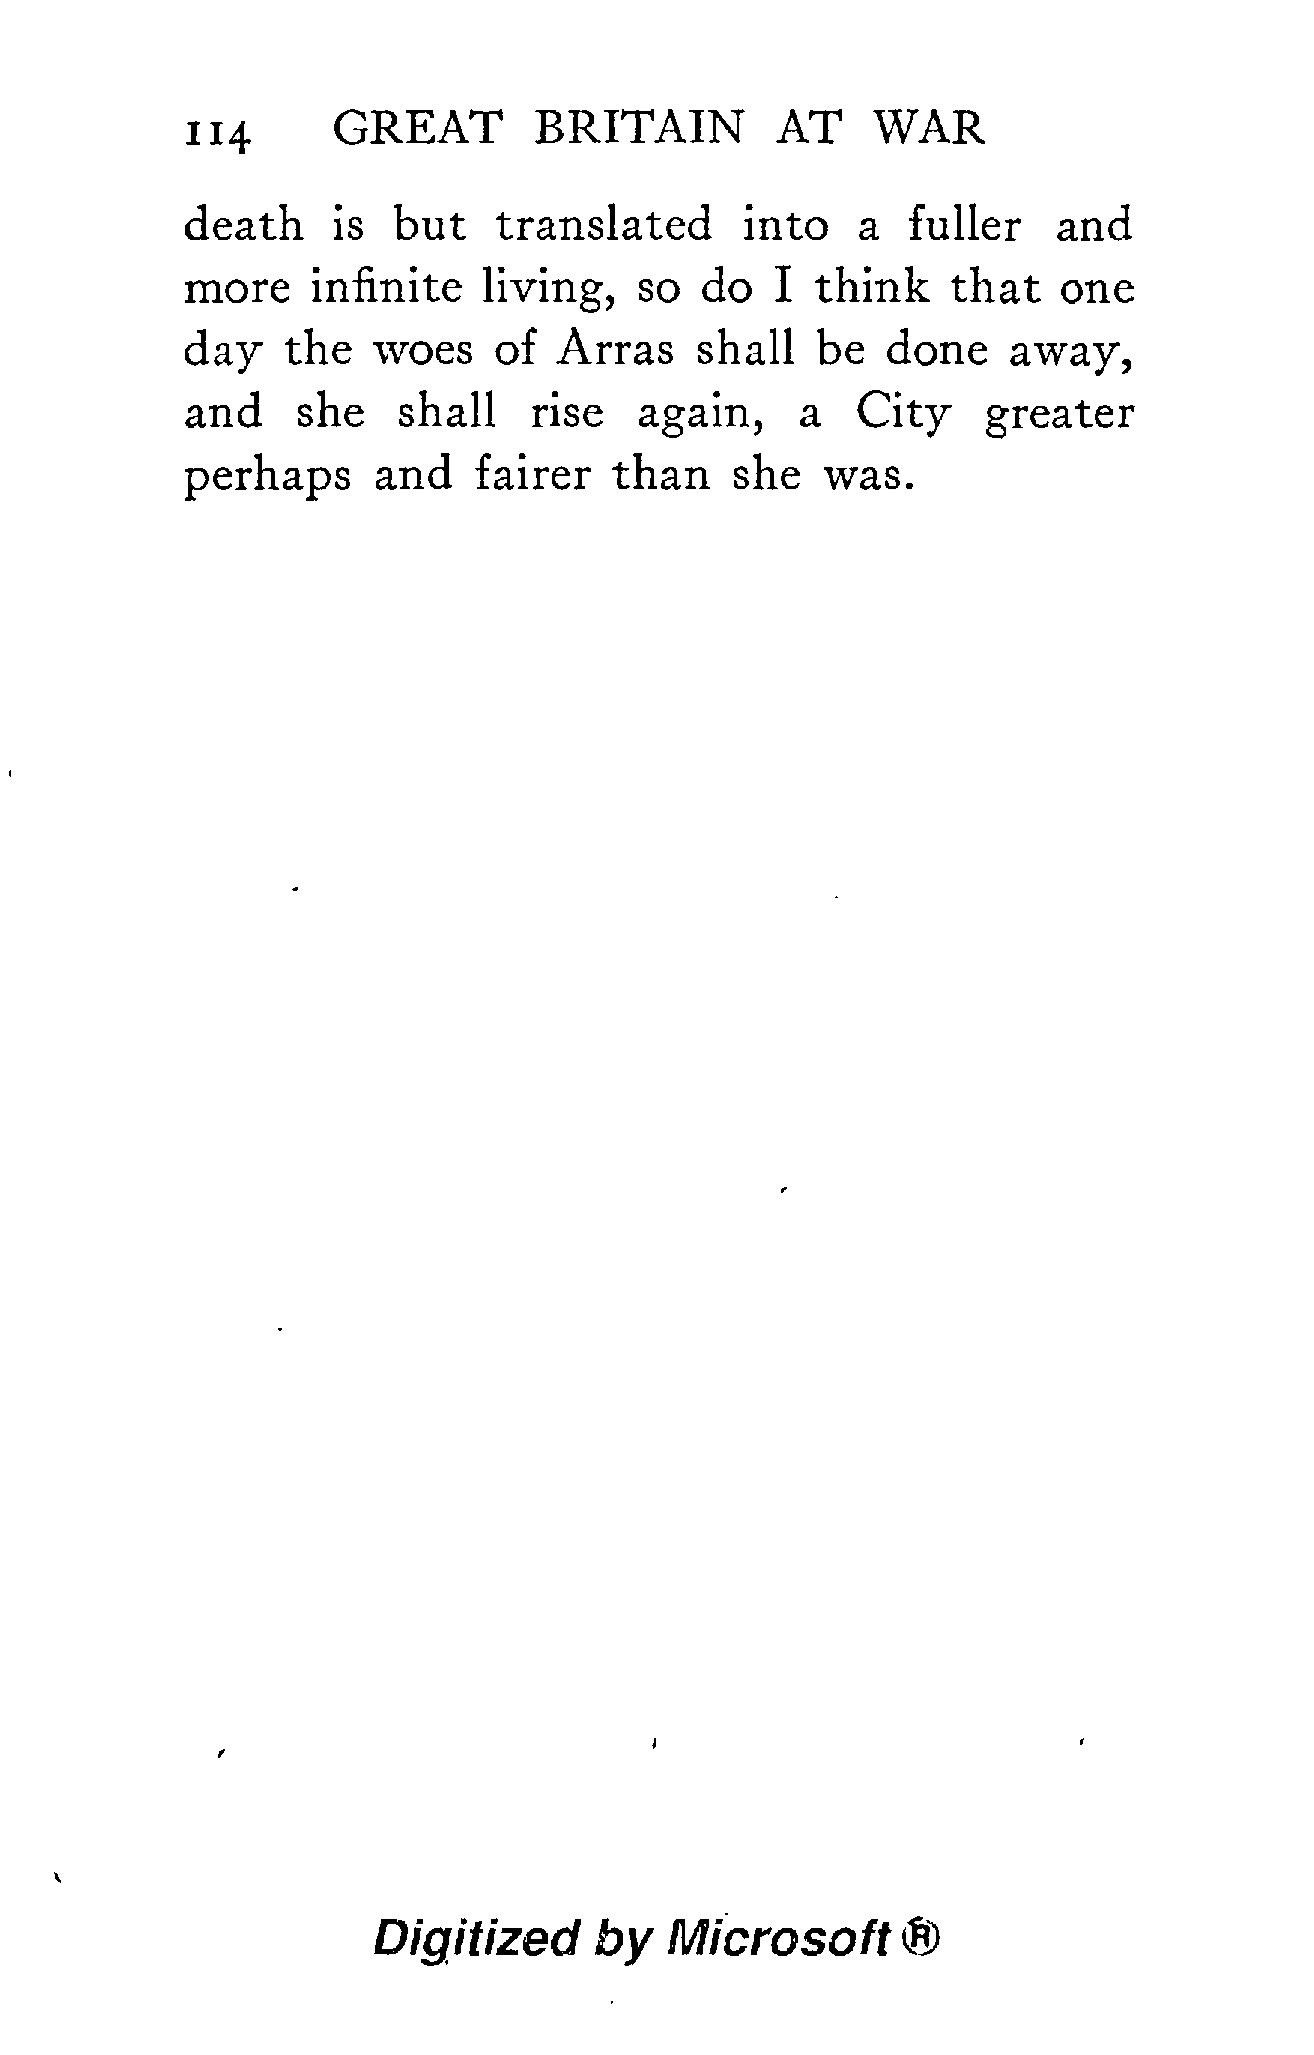 114 GREAT BRITAIN AT WAR
death is but translated into a fuller and
more infinite living, so do I think that one
day the woes of Arras shall be done away,
and she shall rise again, a City greater
perhaps and fairer than she was.
Digitized by Microsoft ®